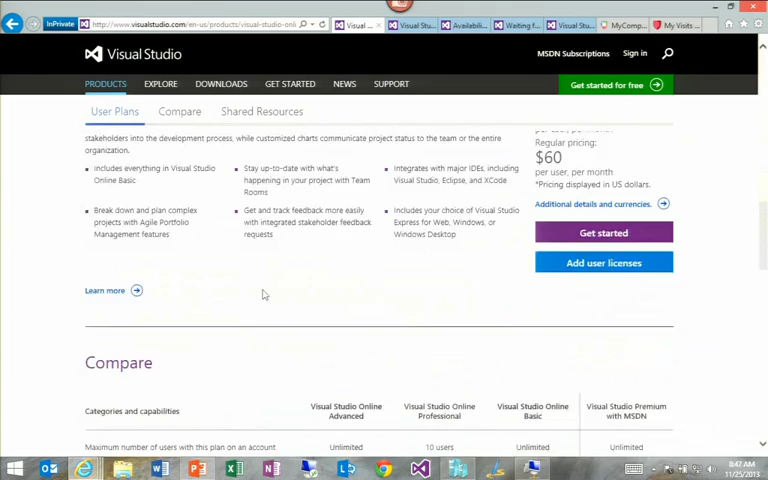 InPrivate
http://www.visualstudio.com/en-us/products/visual-studio-onli
Visual ...
Visual Stu...
Availabili...
Waiting f...
Visual Stu...
MyComp...
My Visits ...
Visual Studio
MSDN Subscriptions
Sign in
PRODUCTS
EXPLORE
DOWNLOADS
GET STARTED
NEWS
SUPPORT
Get started for free
User Plans
Compare
Shared Resources
stakeholders into the development process, while customized charts communicate project status to the team or the entire
organization.
per user, per month
Regular pricing:
$60
per user, per month
*Pricing displayed in US dollars.
Includes everything in Visual Studio
Online Basic
Stay up-to-date with what's
happening in your project with Team
Rooms
Integrates with major IDEs, including
Visual Studio, Eclipse, and XCode
Break down and plan complex
projects with Agile Portfolio
Management features
Get and track feedback more easily
with integrated stakeholder feedback
requests
Includes your choice of Visual Studio
Express for Web, Windows, or
Windows Desktop
Additional details and currencies.
Get started
Add user licenses
Learn more
Compare
Categories and capabilities
Visual Studio Online
Advanced
Visual Studio Online
Professional
Visual Studio Online
Basic
Visual Studio Premium
with MSDN
Maximum number of users with this plan on an account
Unlimited
10 users
Unlimited
Unlimited
8:47 AM
11/25/2013